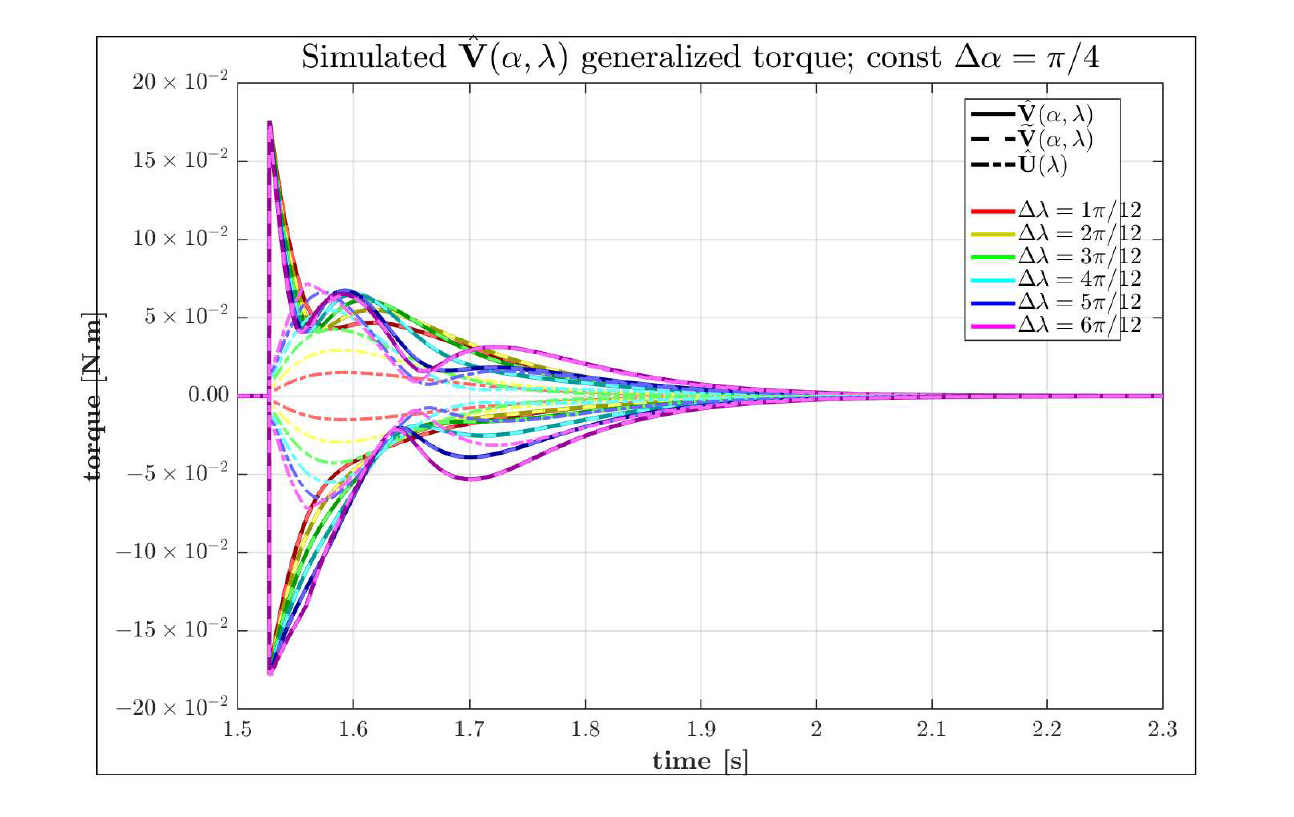 Simulated V̂(α, λ) generalized torque; const Δα = π/4
20 × 10⁻²
15 × 10⁻²
10 × 10⁻²
5 × 10⁻²
0.00
−5 × 10⁻²
−10 × 10⁻²
−15 × 10⁻²
−20 × 10⁻²
torque [N.m]
V̂(α, λ)
Ṽ(α, λ)
Û(λ)
Δλ = 1π/12
Δλ = 2π/12
Δλ = 3π/12
Δλ = 4π/12
Δλ = 5π/12
Δλ = 6π/12
1.5 1.6 1.7 1.8 1.9 2 2.1 2.2 2.3
time [s]